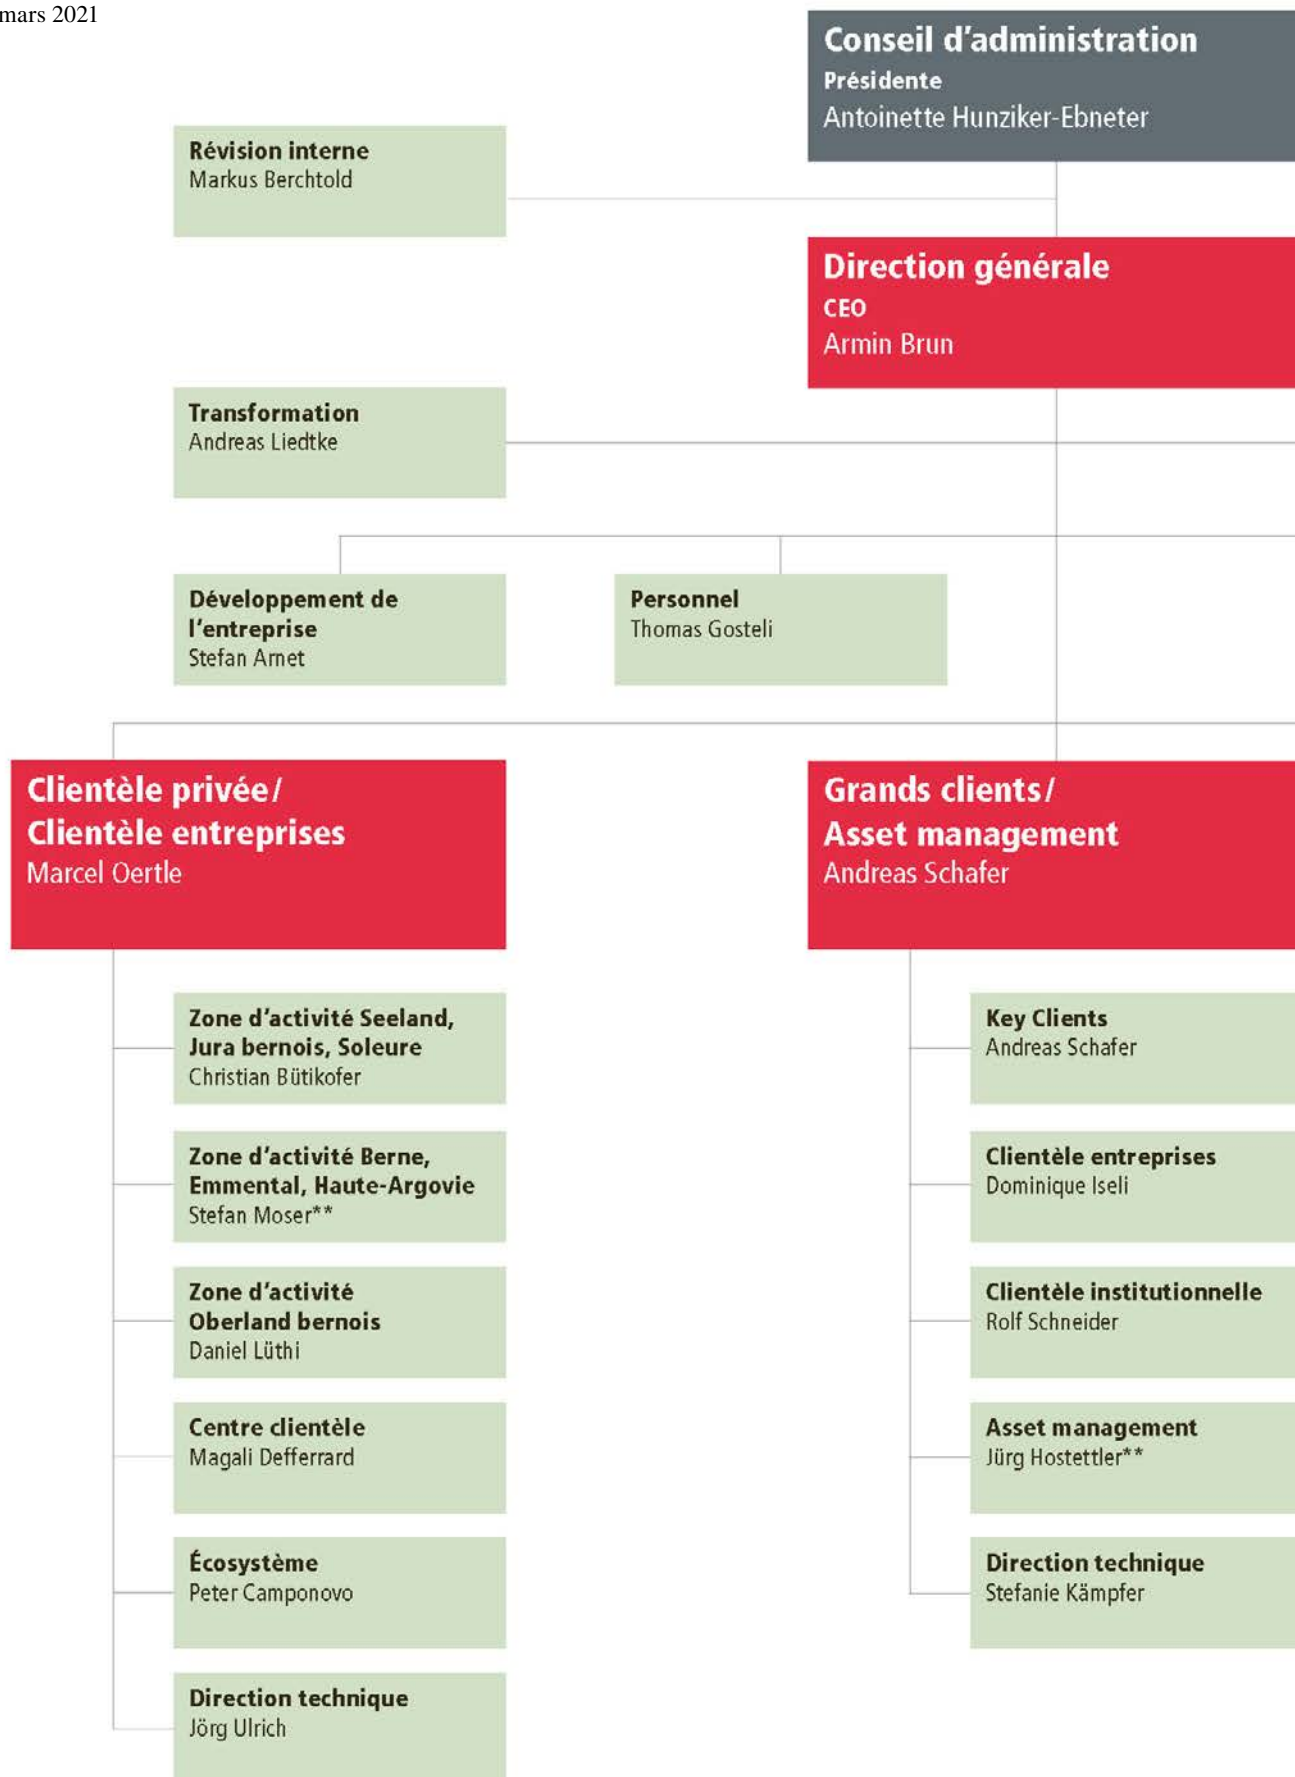 mars 2021
Conseil d'administration
Présidente
Antoinette Hunziker-Ebneter
Révision interne
Markus Berchtold
Direction générale
CEO
Armin Brun
Transformation
Andreas Liedtke
Développement de
l'entreprise
Stefan Arnet
Personnel
Thomas Gosteli
Clientèle privée/
Clientèle entreprises
Marcel Oertle
Zone d'activité Seeland,
Jura bernois, Soleure
Christian Bütikofer
Zone d'activité Berne,
Emmental, Haute-Argovie
Stefan Moser**
Zone d'activité
Oberland bernois
Daniel Lüthi
Centre clientèle
Magali Defferrard
Écosystème
Peter Camponovo
Direction technique
Jörg Ulrich
Grands clients/
Asset management
Andreas Schafer
Key Clients
Andreas Schafer
Clientèle entreprises
Dominique Iseli
Clientèle institutionnelle
Rolf Schneider
Asset management
Jürg Hostettler**
Direction technique
Stefanie Kämpfer